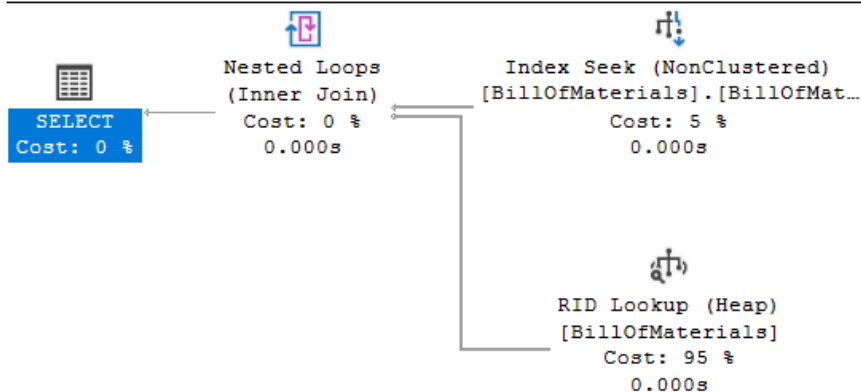 SELECT
Cost: 0 %
Nested Loops
(Inner Join)
Cost: 0 %
0.000s
Index Seek (NonClustered)
[BillOfMaterials].[BillOfMat…
Cost: 5 %
0.000s
RID Lookup (Heap)
[BillOfMaterials]
Cost: 95 %
0.000s